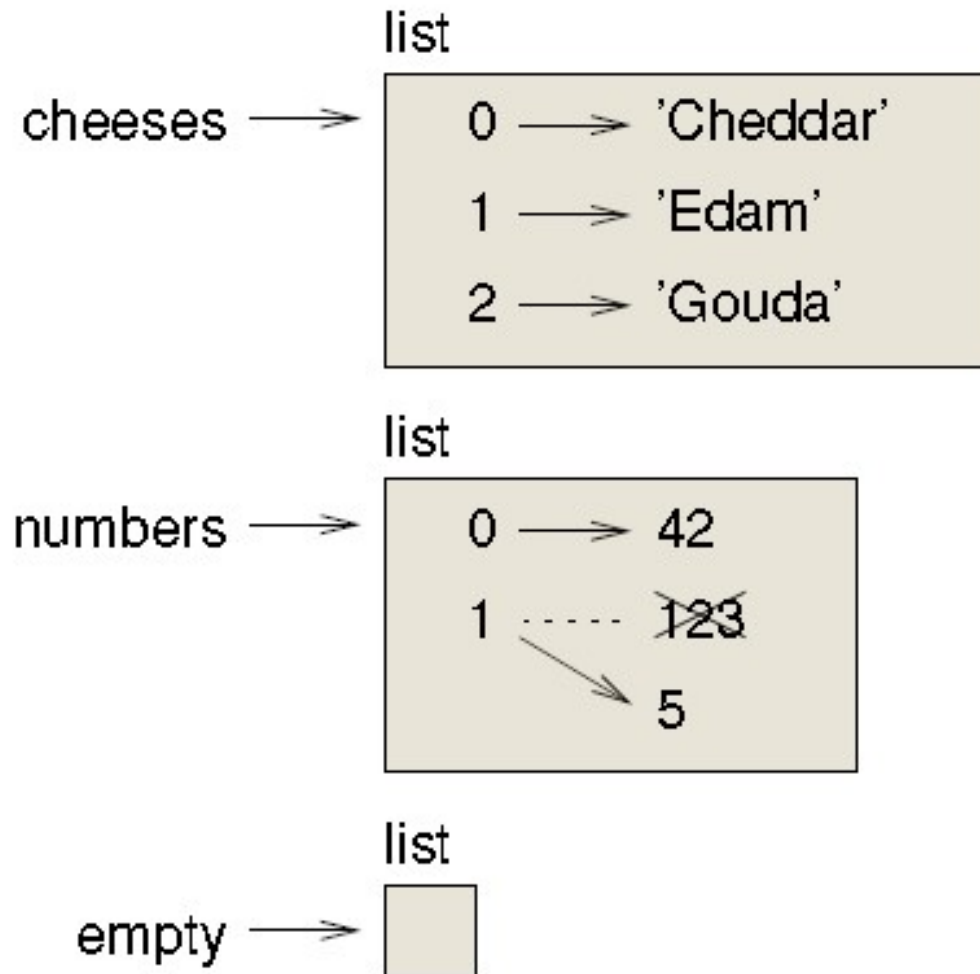 list
cheeses 0 'Cheddar'
1 'Edam'
2 'Gouda'
list
numbers 0 42
1 123
5
list
empty